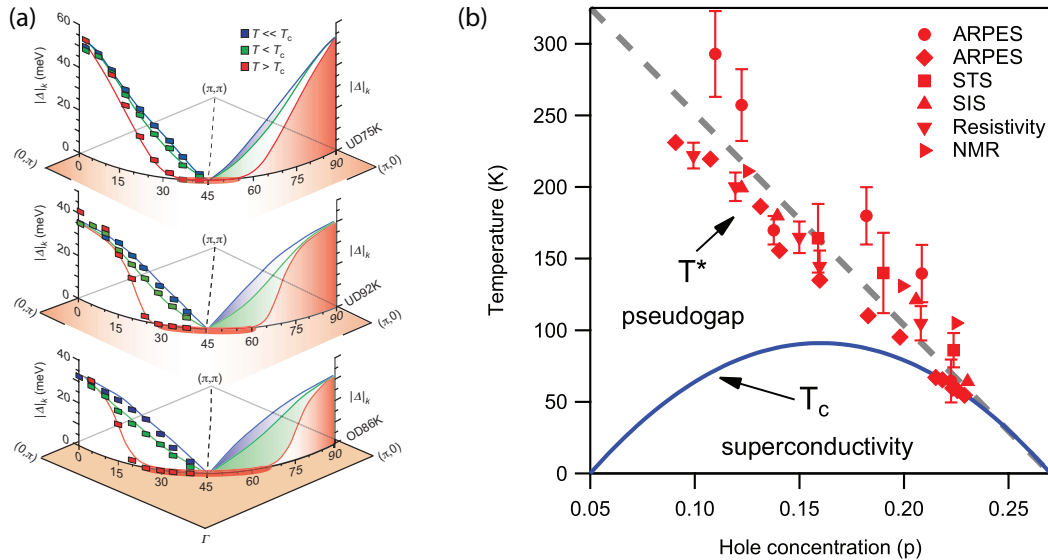 (a)
60
50
40
30
20
10
0
|Δ|k (meV)
T << Tc
T < Tc
T > Tc
|Δ|k
(π,π)
UD75K
(0,π)
0
15
30
45
60
75
90
(π,0)
40
20
0
|Δ|k (meV)
|Δ|k
(π,π)
UD92K
(0,π)
0
15
30
45
60
75
90
(π,0)
40
20
0
|Δ|k (meV)
|Δ|k
(π,π)
OD86K
(0,π)
0
15
30
45
60
75
90
(π,0)
Γ
(b)
300
250
200
150
100
50
0
Temperature (K)
ARPES
ARPES
STS
SIS
Resistivity
NMR
T*
pseudogap
Tc
superconductivity
0.05
0.10
0.15
0.20
0.25
Hole concentration (p)